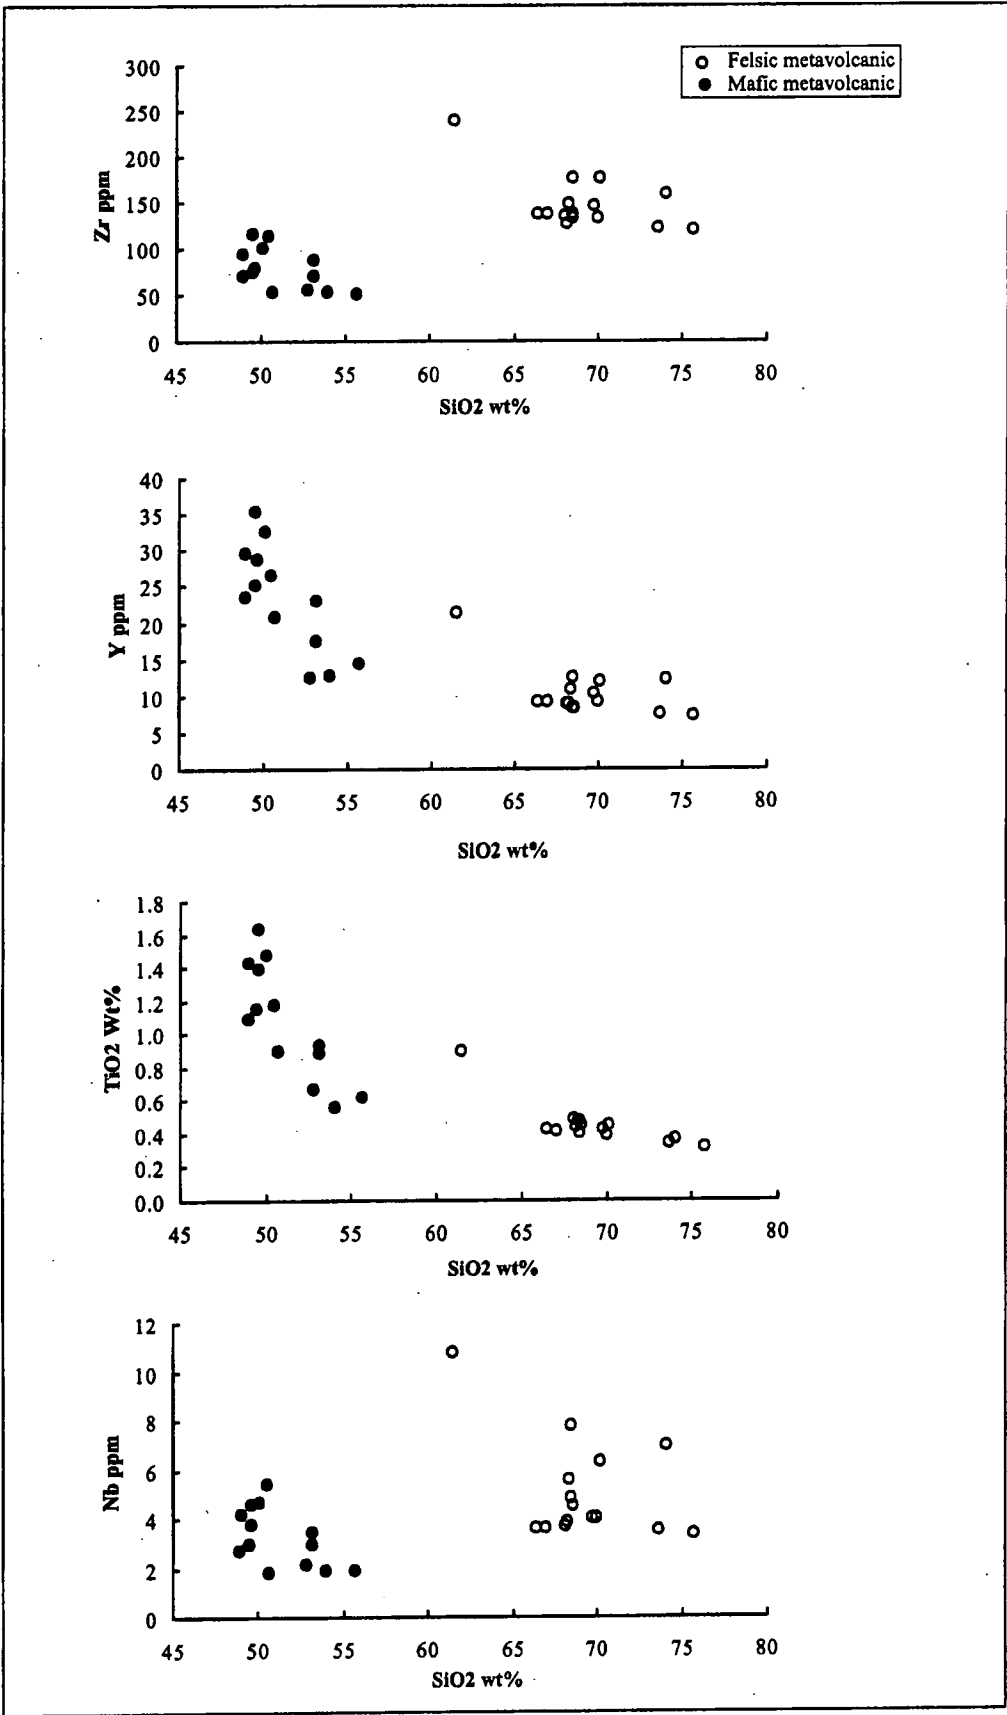 Felsic metavolcanic
Mafic metavolcanic
300
250
200
150
100
50
0
Zr ppm
45 50 55 60 65 70 75 80
SiO2 wt%
40
35
30
25
20
15
10
5
0
Y ppm
45 50 55 60 65 70 75 80
SiO2 wt%
1.8
1.6
1.4
1.2
1.0
0.8
0.6
0.4
0.2
0.0
TiO2 Wt%
45 50 55 60 65 70 75 80
SiO2 wt%
12
10
8
6
4
2
0
Nb ppm
45 50 55 60 65 70 75 80
SiO2 wt%